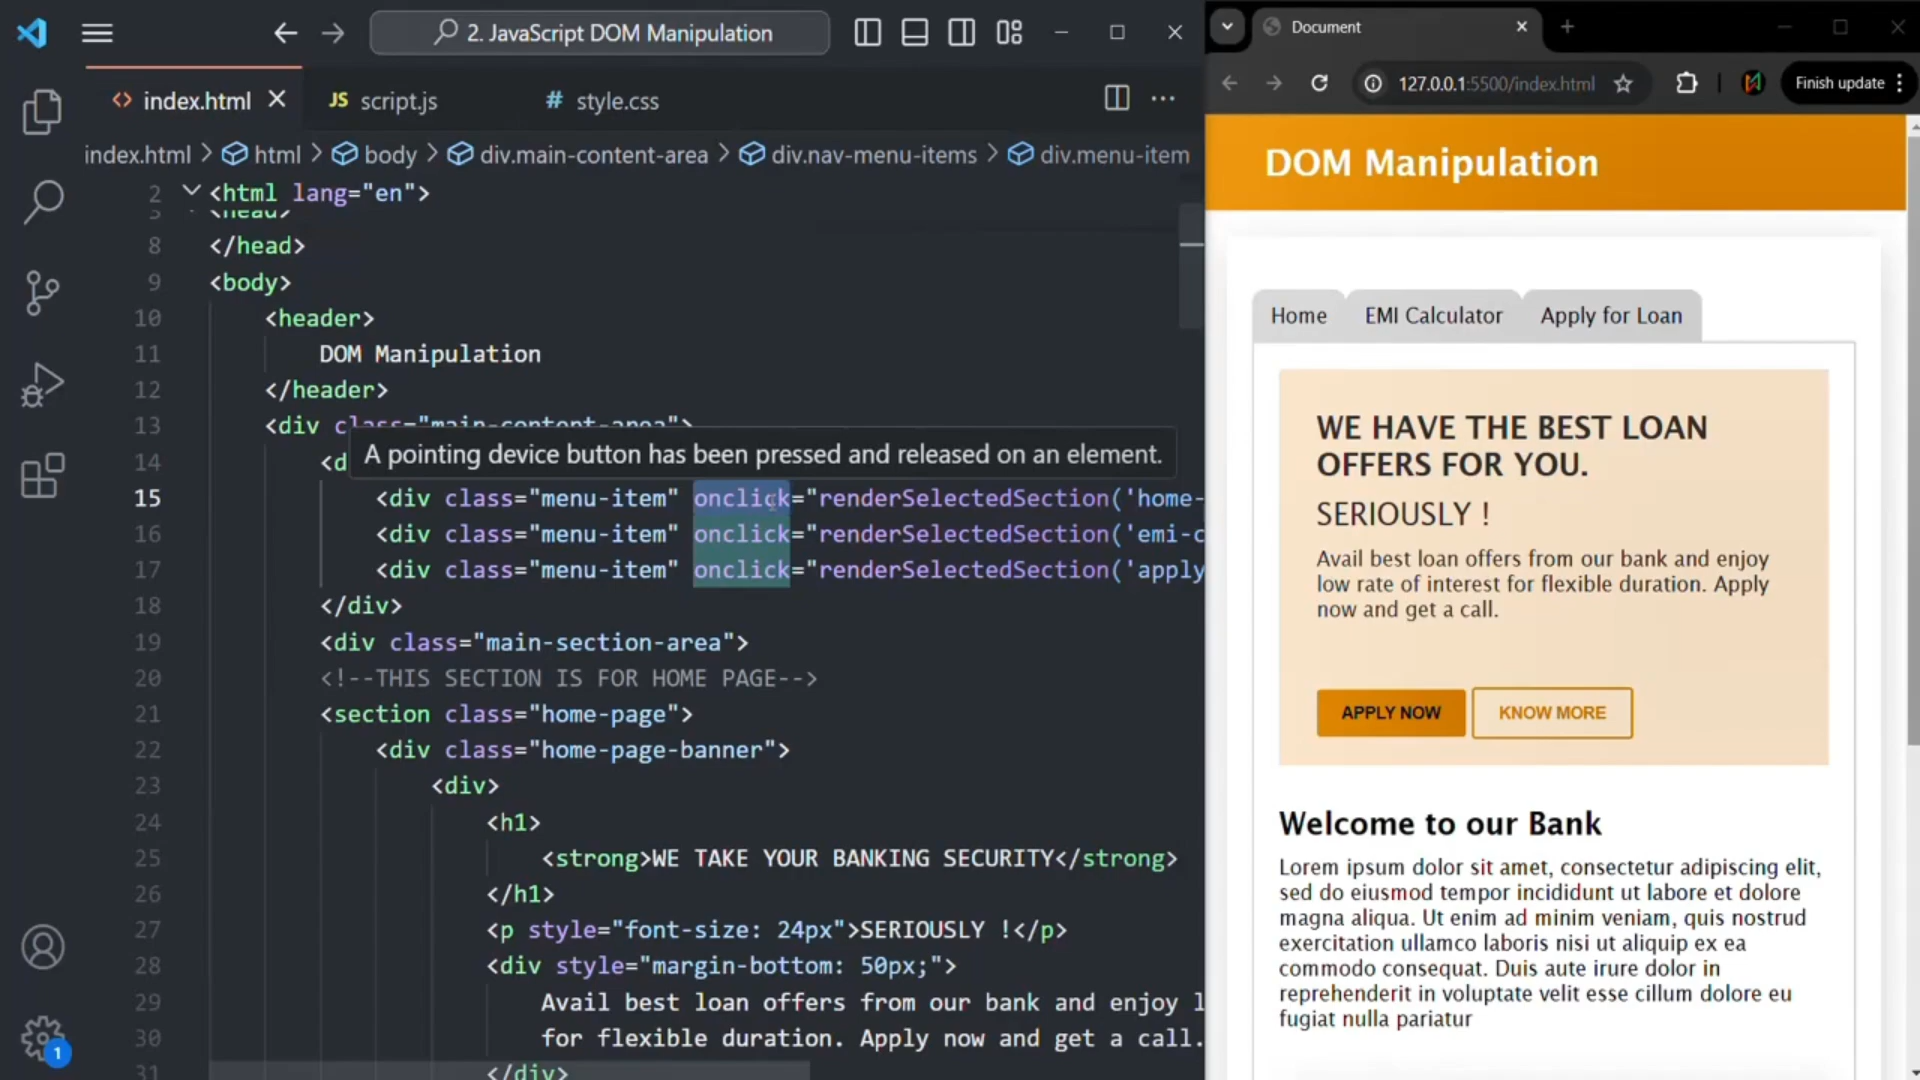 2. JavaScript DOM Manipulation
index.html
JS script.js
# style.css
index.html > html > body > div.main-content-area > div.nav-menu-items > div.menu-item
2 <html lang="en">
8 </head>
9 <body>
10 <header>
11 DOM Manipulation
12 </header>
13 <div class="main-content-area">
A pointing device button has been pressed and released on an element.
14 <d
15 <div class="menu-item" onclick="renderSelectedSection('home-
16 <div class="menu-item" onclick="renderSelectedSection('emi-c
17 <div class="menu-item" onclick="renderSelectedSection('apply
18 </div>
19 <div class="main-section-area">
20 <!--THIS SECTION IS FOR HOME PAGE-->
21 <section class="home-page">
22 <div class="home-page-banner">
23 <div>
24 <h1>
25 <strong>WE TAKE YOUR BANKING SECURITY</strong>
26 </h1>
27 <p style="font-size: 24px">SERIOUSLY !</p>
28 <div style="margin-bottom: 50px;">
29 Avail best loan offers from our bank and enjoy l
30 for flexible duration. Apply now and get a call.
31 </div>
1
Document
127.0.0.1:5500/index.html
Finish update
DOM Manipulation
Home
EMI Calculator
Apply for Loan
WE HAVE THE BEST LOAN
OFFERS FOR YOU.
SERIOUSLY !
Avail best loan offers from our bank and enjoy
low rate of interest for flexible duration. Apply
now and get a call.
APPLY NOW
KNOW MORE
Welcome to our Bank
Lorem ipsum dolor sit amet, consectetur adipiscing elit,
sed do eiusmod tempor incididunt ut labore et dolore
magna aliqua. Ut enim ad minim veniam, quis nostrud
exercitation ullamco laboris nisi ut aliquip ex ea
commodo consequat. Duis aute irure dolor in
reprehenderit in voluptate velit esse cillum dolore eu
fugiat nulla pariatur